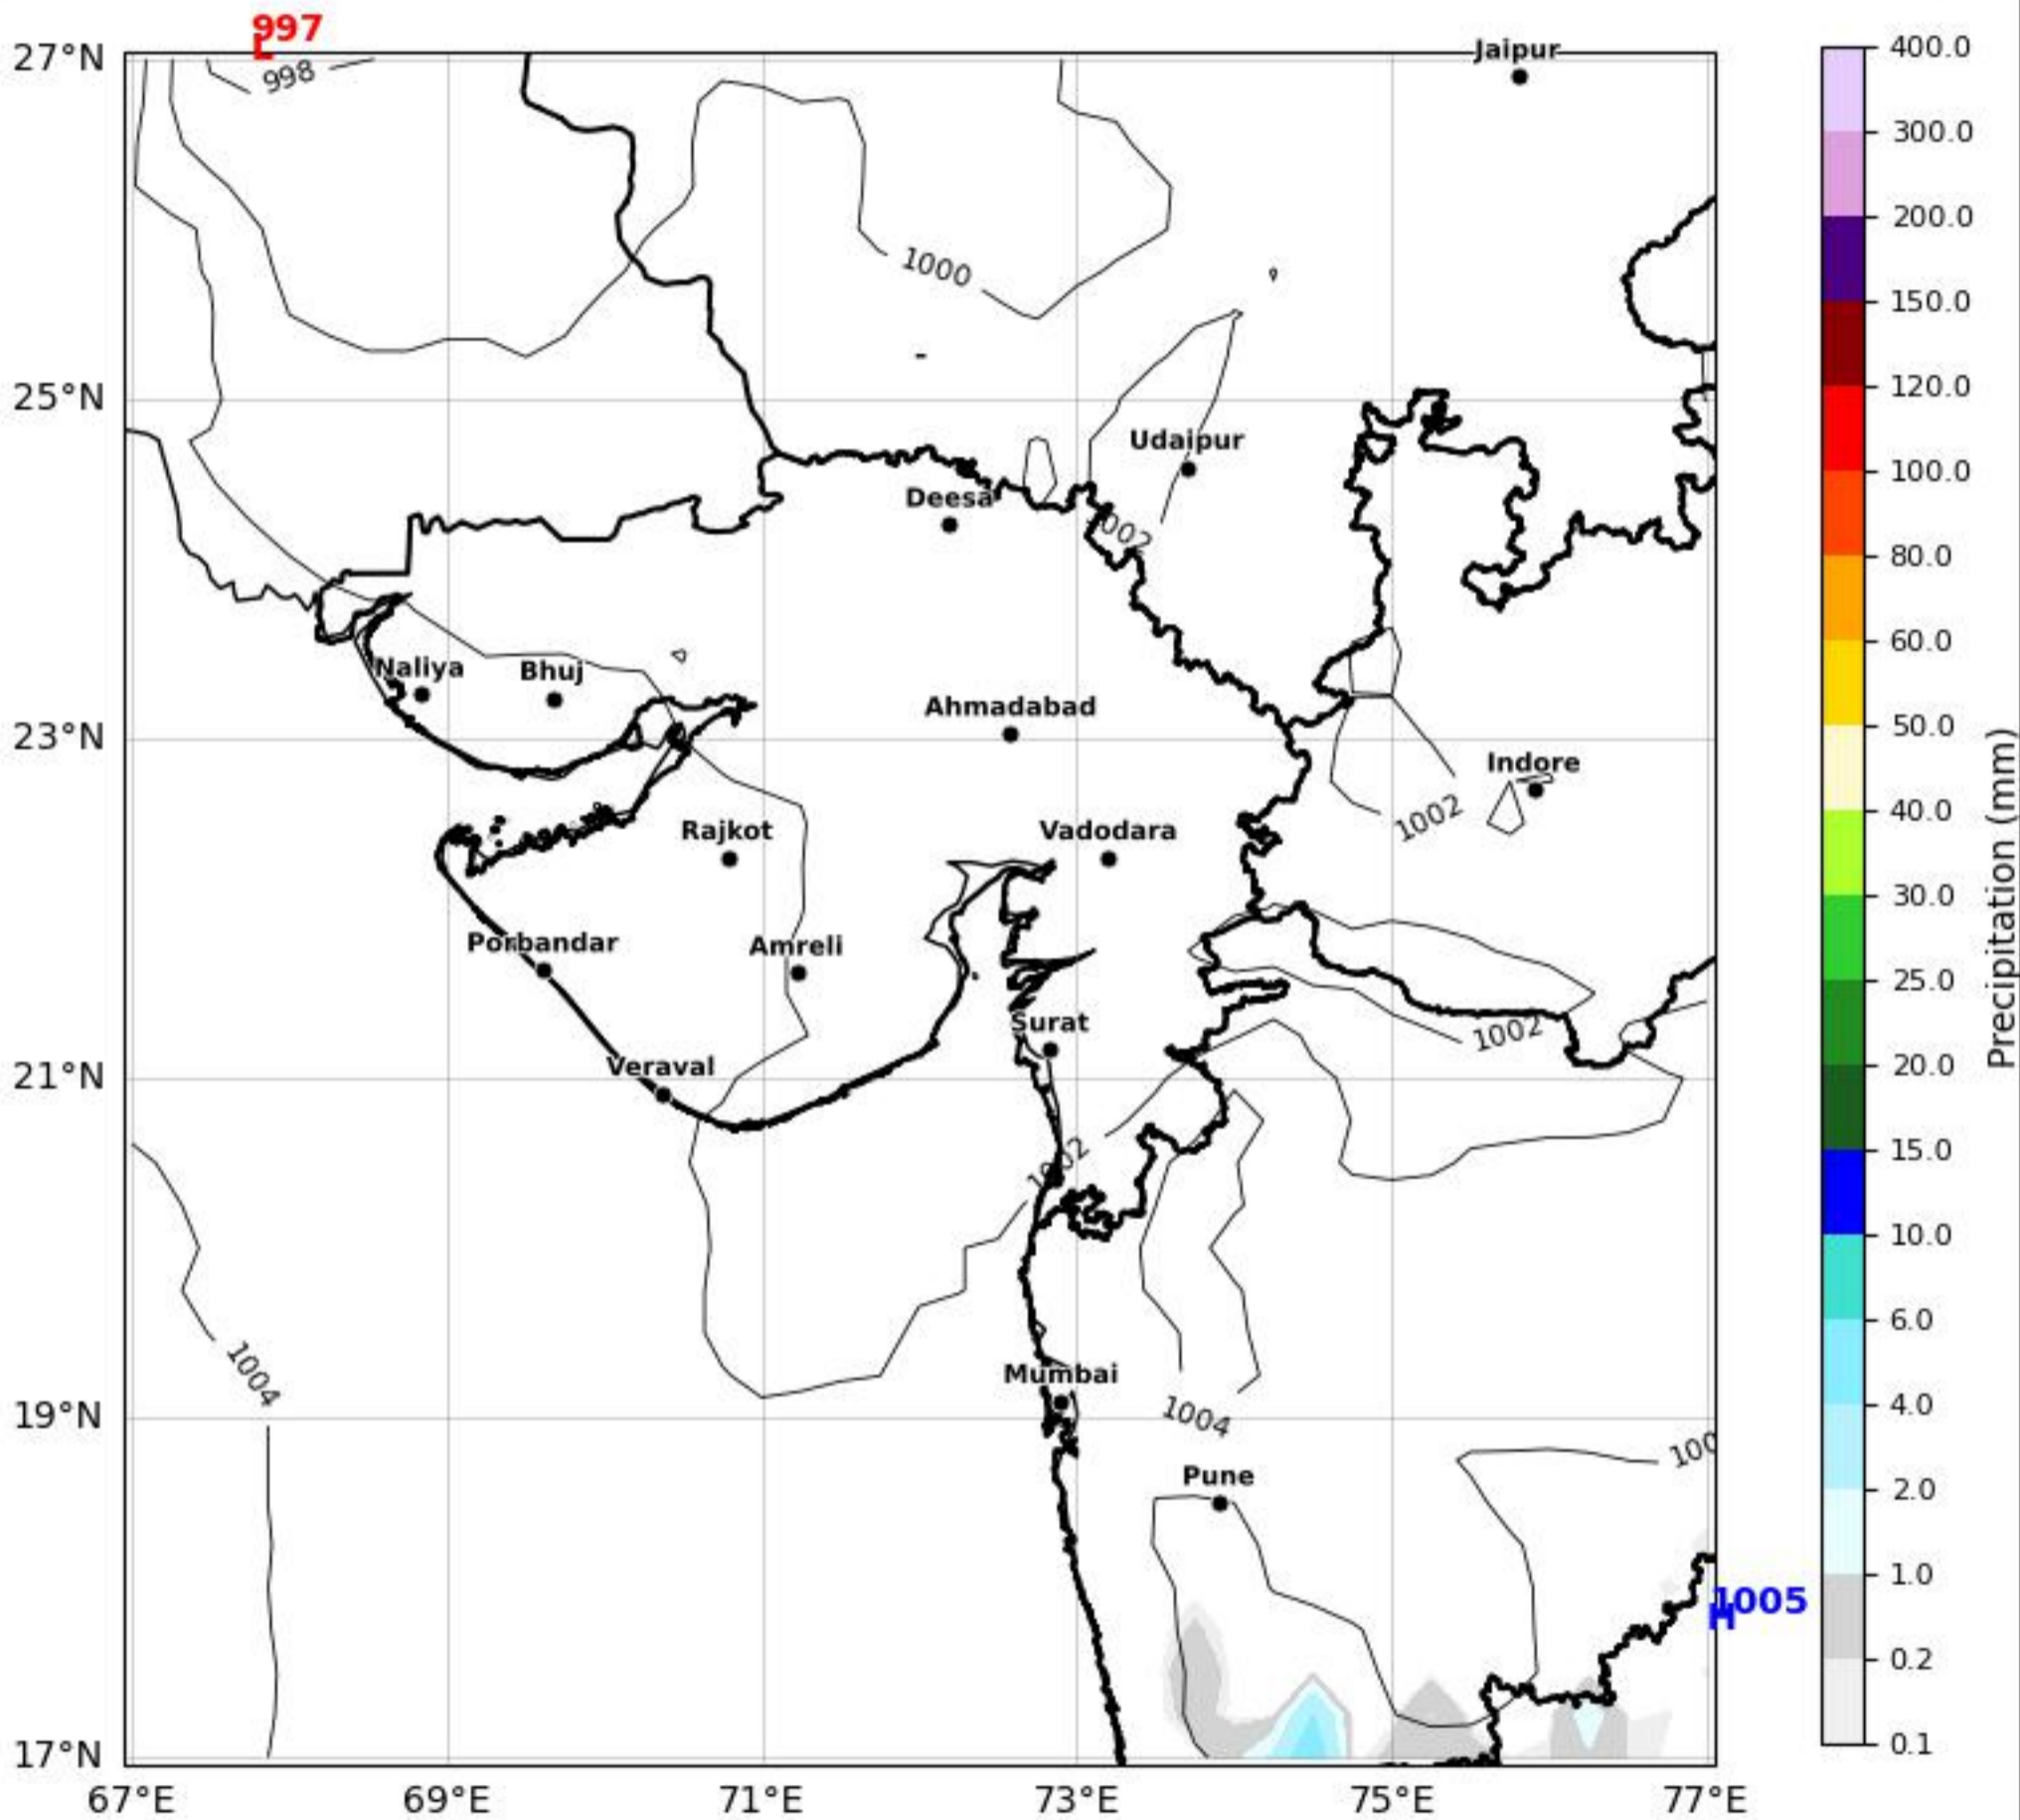 997
L
27°N
998
Jaipur
400.0
300.0
1000
200.0
150.0
120.0
25°N
Udaipur
100.0
Deesa
1002
80.0
60.0
Naliya
Bhuj
Ahmadabad
50.0
23°N
Indore
40.0
1002
Rajkot
Vadodara
30.0
Porbandar
Amreli
25.0
Surat
1002
Precipitation (mm)
Veraval
20.0
21°N
1002
15.0
10.0
6.0
1004
Mumbai
4.0
19°N
1004
100
Pune
2.0
1.0
1005
H
0.2
17°N
0.1
67°E
69°E
71°E
73°E
75°E
77°E